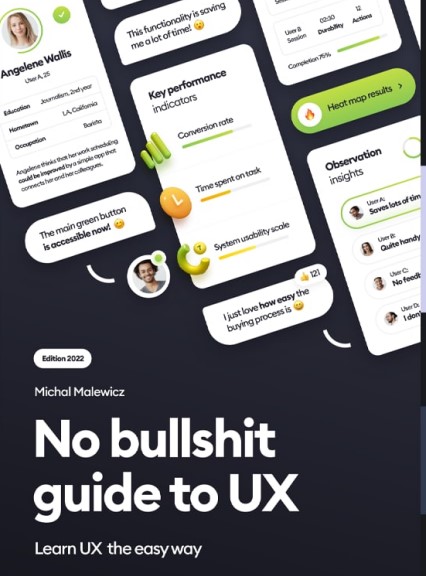 This functionality is saving
me a lot of time! 😯
Angelene Wallis
User A, 25
Education Journalism, 2nd year
Hometown LA, California
Occupation Barista
Angelene thinks that her work scheduling
could be improved by a simple app that
connects her and her colleagues.
Key performance
indicators
Conversion rate
Time spent on task
System usability scale
User B
Session
02:30
Durability
12
Actions
Completion 75%
🔥 Heat map results >
Observation
insights
User A:
Saves lots of tim
User B:
Quite handy
User C:
No feedb
User D:
I don
The main green button
is accessible now! 😊
👍 121
I just love how easy the
buying process is 😄
Edition 2022
Michal Malewicz
No bullshit
guide to UX
Learn UX the easy way